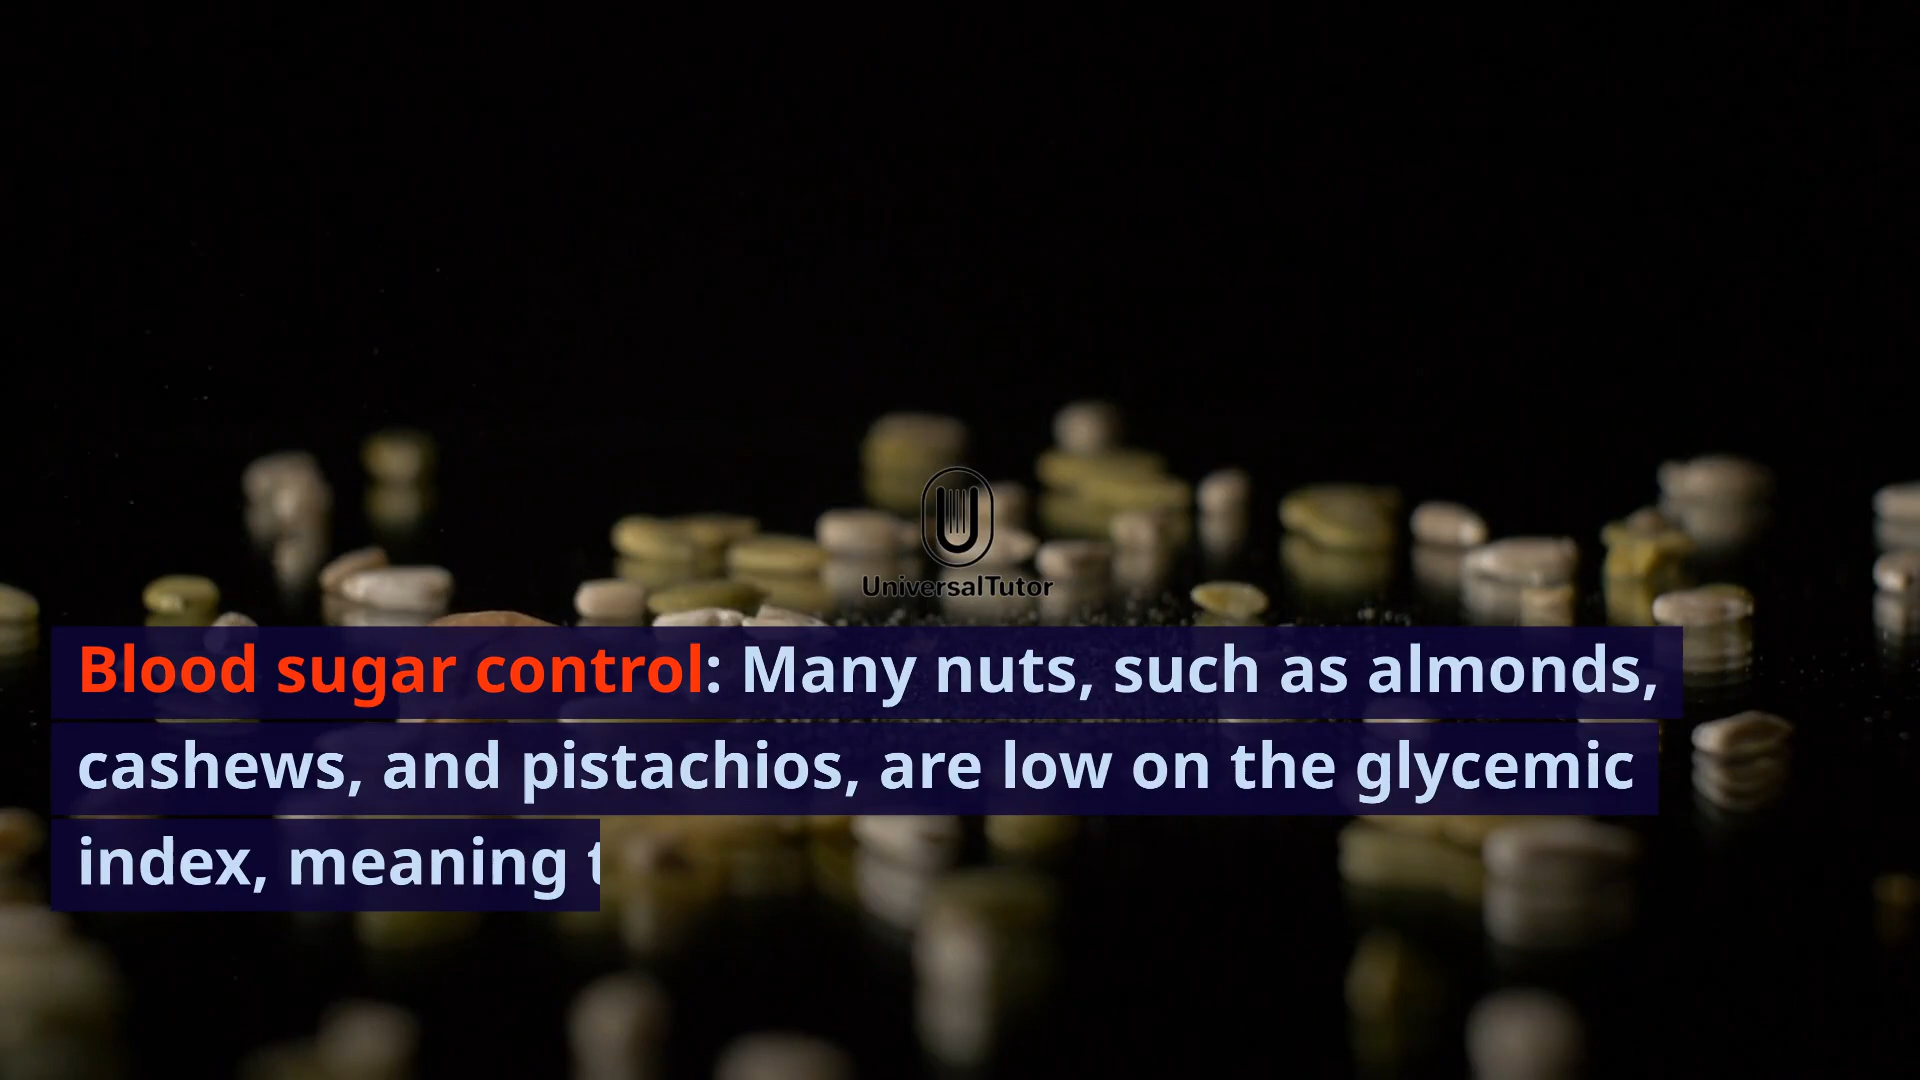 UniversalTutor
Blood sugar control: Many nuts, such as almonds,
cashews, and pistachios, are low on the glycemic
index, meaning t